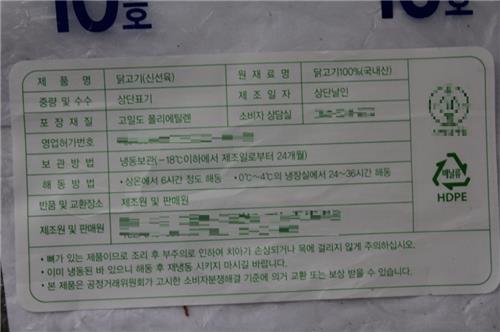 10호
10호
제 품 명 닭고기(신선육) 원 재 료 명 닭고기100%(국내산)
중량 및 수수 상단표기 제 조 일 자 상단날인
포 장 재 질 고밀도 폴리에틸렌 소비자 상담실
영업허가번호
보 관 방 법 냉동보관(-18℃이하에서 제조일로부터 24개월)
해 동 방 법 •상온에서 6시간 정도 해동 •0℃~4℃의 냉장실에서 24~36시간 해동
반품 및 교환장소 제조원 및 판매원
제조원 및 판매원
비닐류
HDPE
• 뼈가 있는 제품이므로 조리 후 부주의로 인하여 치아가 손상되거나 목에 걸리지 않게 주의하십시오.
• 이미 냉동된 바 있으니 해동 후 재냉동 시키지 마시길 바랍니다.
• 본 제품은 공정거래위원회가 고시한 소비자분쟁해결 기준에 의거 교환 또는 보상 받을 수 있습니다.